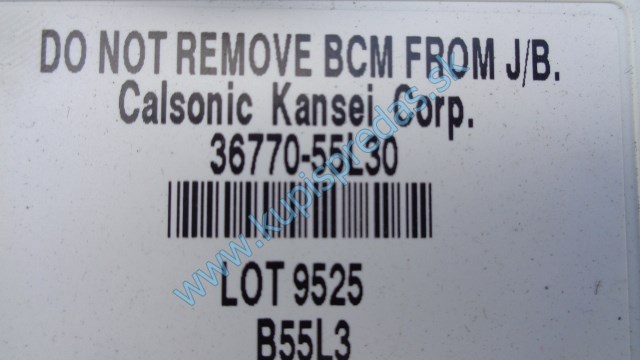 DO NOT REMOVE BCM FROM J/B.
Calsonic Kansei Corp.
36770-55L30
www.kupispredas.sk
LOT 9525
B55L3